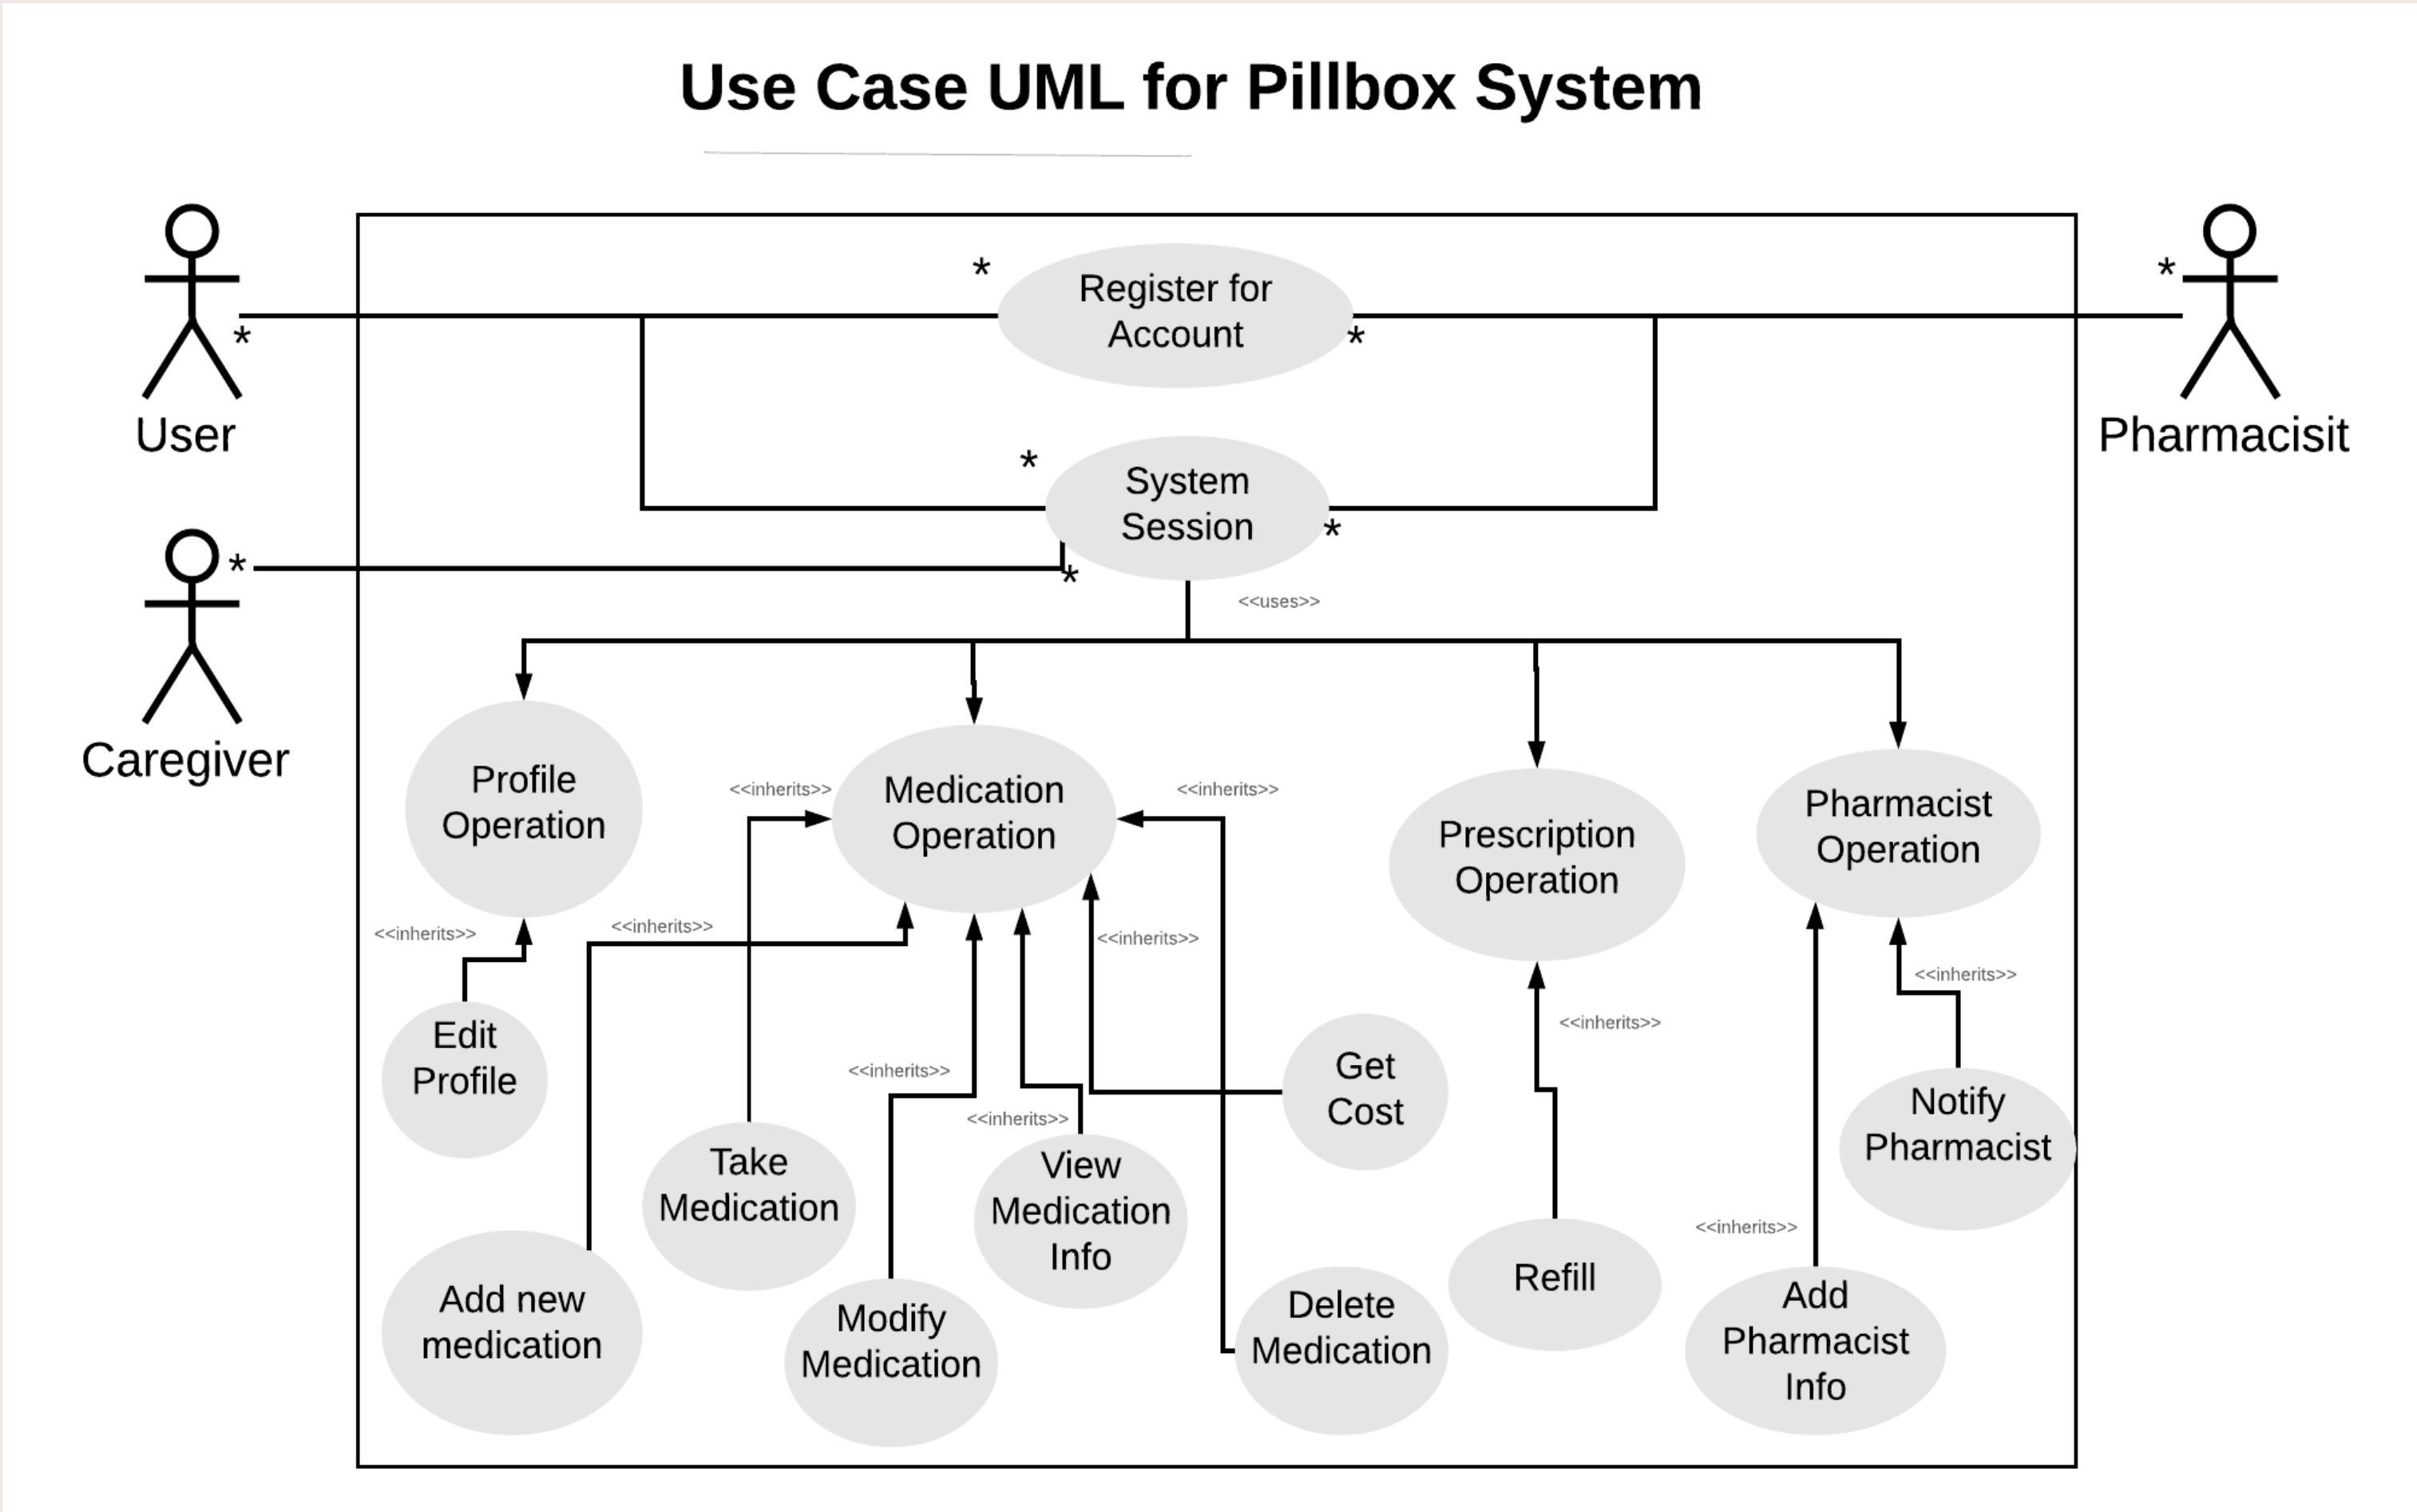 Use Case UML for Pillbox System
*
*
Register for
Account
*
*
User
Pharmacisit
*
System
Session
*
*
*
<<uses>>
Caregiver
Profile
Operation
<<inherits>>
Medication
Operation
<<inherits>>
Prescription
Operation
Pharmacist
Operation
<<inherits>>
<<inherits>>
<<inherits>>
<<inherits>>
<<inherits>>
Edit
Profile
<<inherits>>
<<inherits>>
Get
Cost
Notify
Pharmacist
Take
Medication
View
Medication
Info
<<inherits>>
Add new
medication
Modify
Medication
Delete
Medication
Refill
Add
Pharmacist
Info